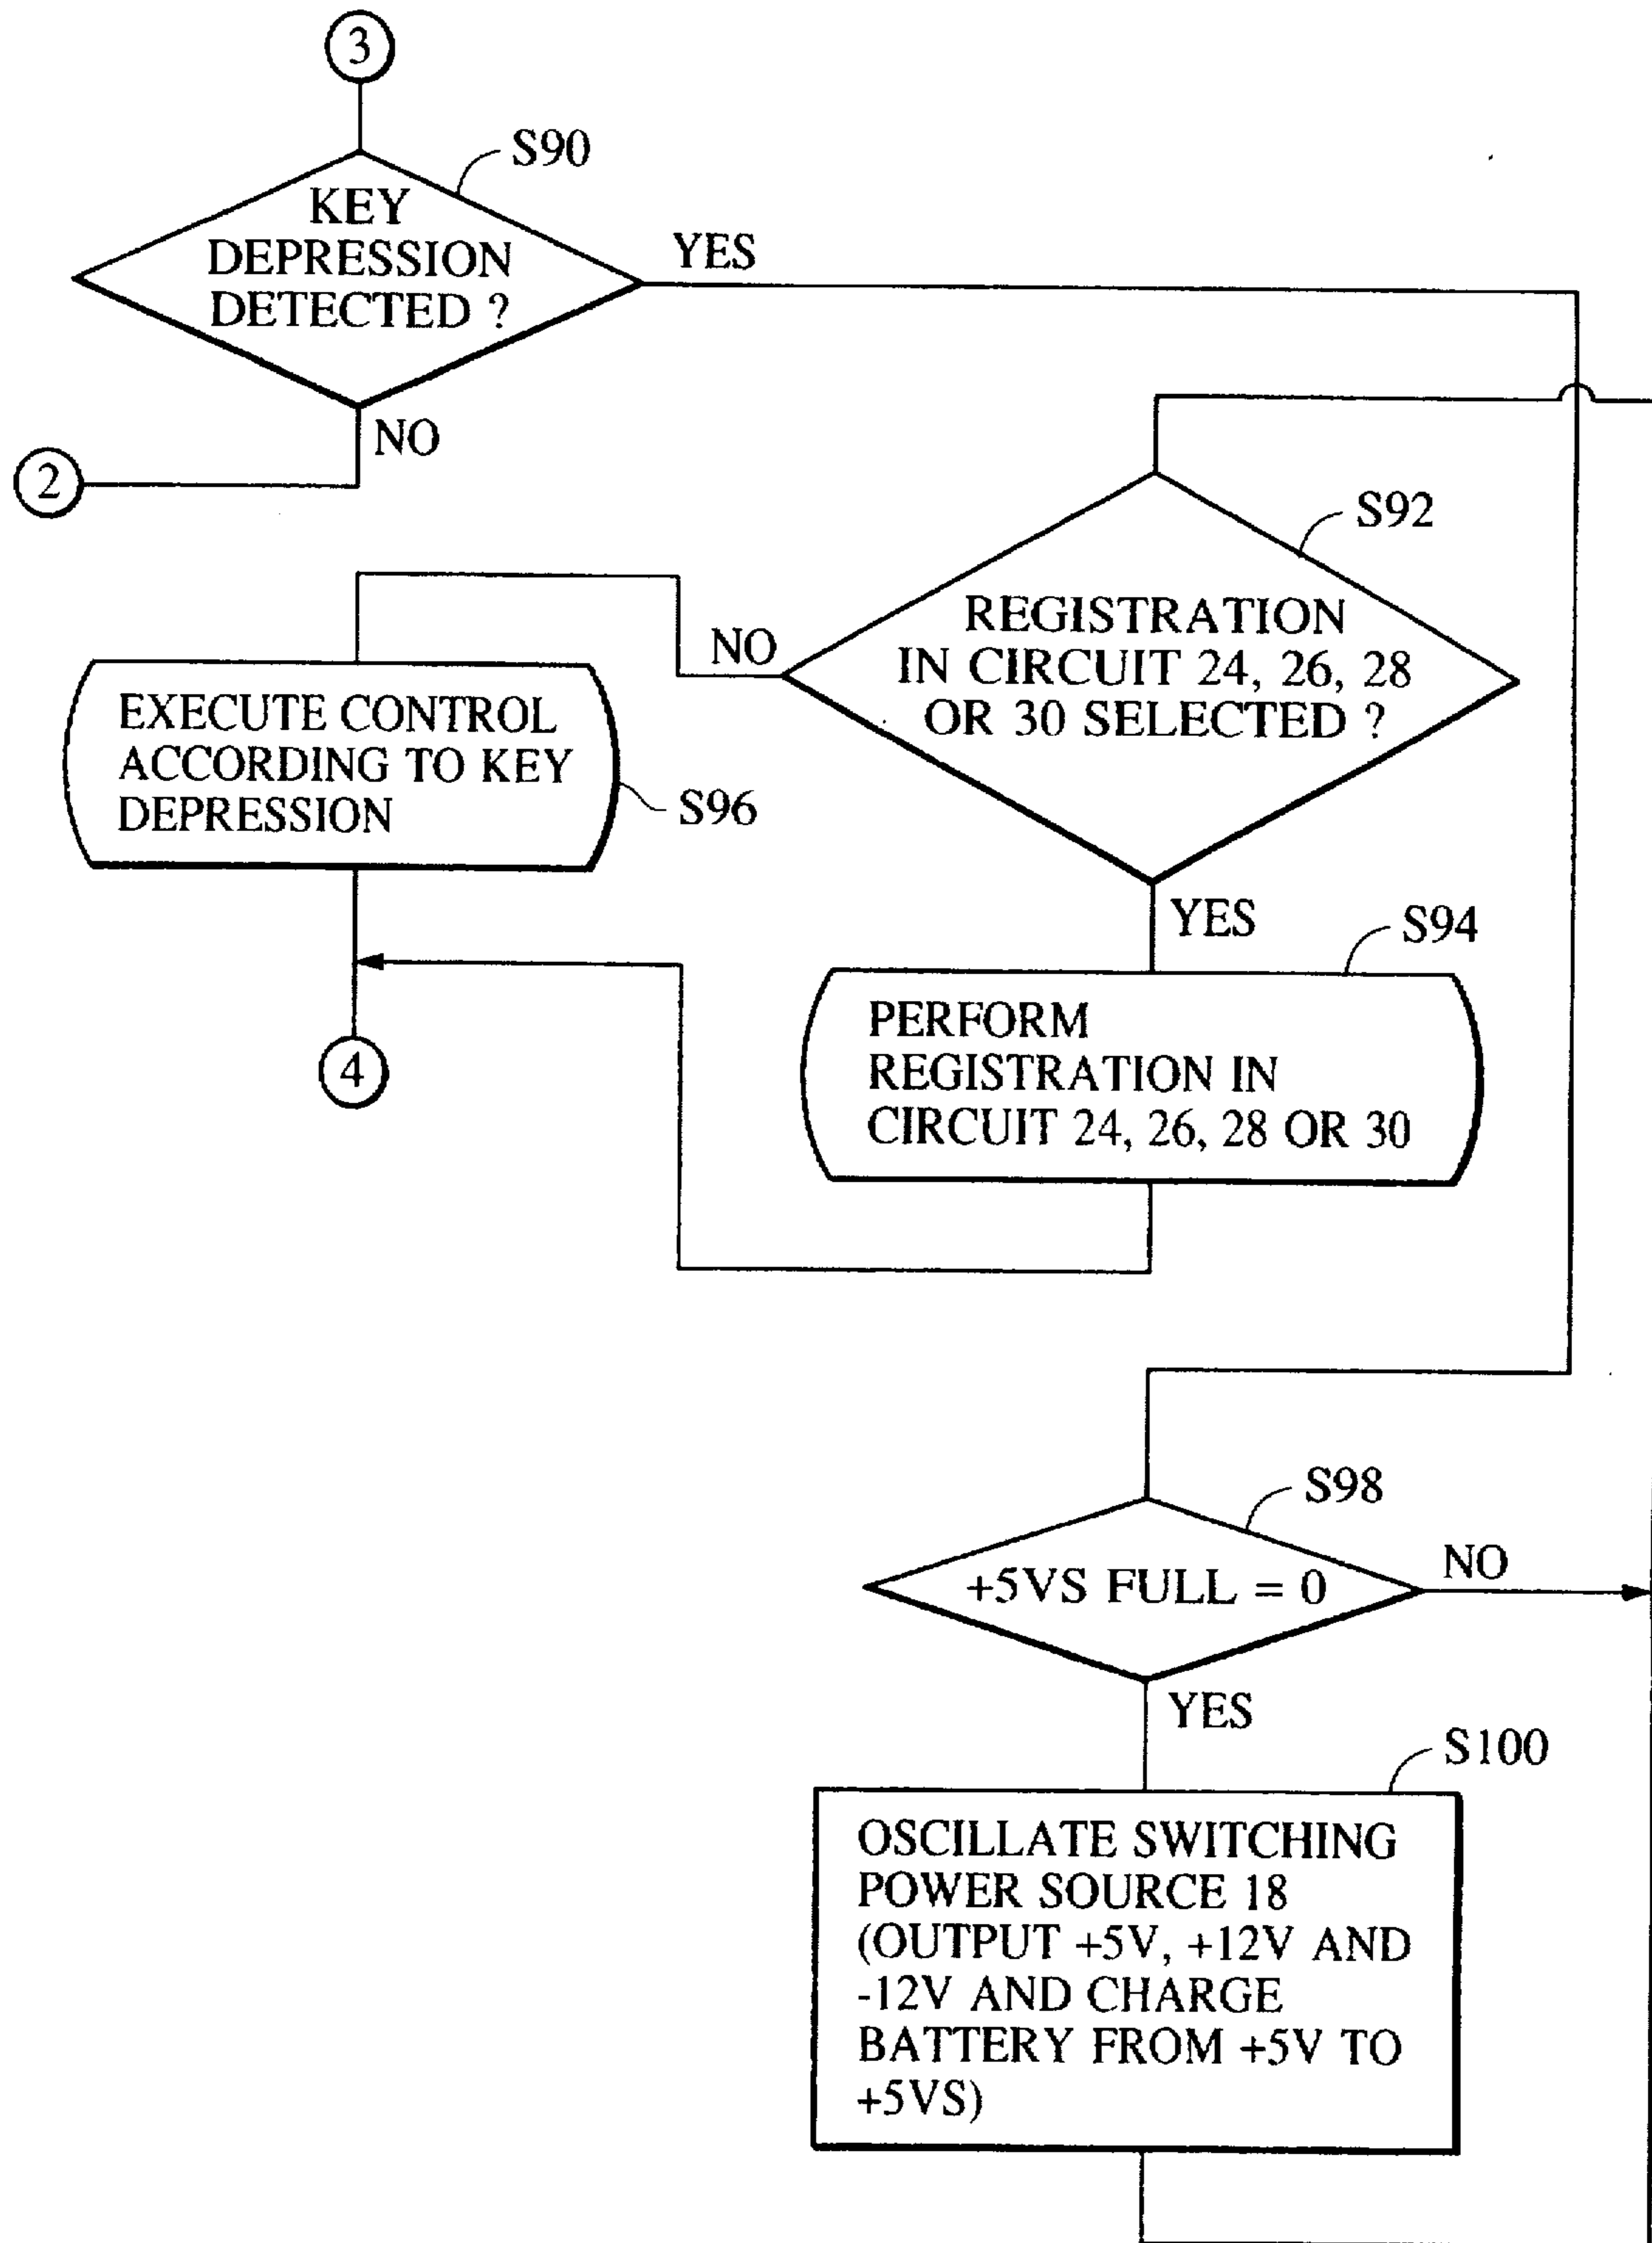 3
S90
KEY
DEPRESSION
DETECTED ?
YES
NO
2
S92
REGISTRATION
IN CIRCUIT 24, 26, 28
OR 30 SELECTED ?
NO
EXECUTE CONTROL
ACCORDING TO KEY
DEPRESSION
S96
YES
S94
PERFORM
REGISTRATION IN
CIRCUIT 24, 26, 28 OR 30
4
S98
+5VS FULL = 0
NO
YES
S100
OSCILLATE SWITCHING
POWER SOURCE 18
(OUTPUT +5V, +12V AND
-12V AND CHARGE
BATTERY FROM +5V TO
+5VS)